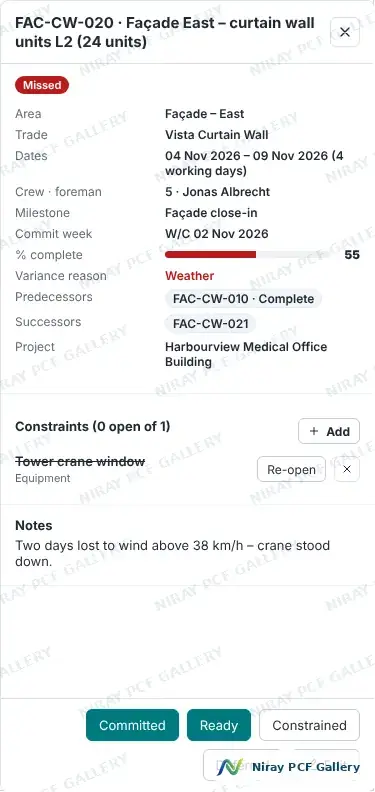 FAC-CW-020 · Façade East – curtain wall
units L2 (24 units)
Missed
Area Façade – East
Trade Vista Curtain Wall
Dates 04 Nov 2026 – 09 Nov 2026 (4
working days)
Crew · foreman 5 · Jonas Albrecht
Milestone Façade close-in
Commit week W/C 02 Nov 2026
% complete 55
Variance reason Weather
Predecessors FAC-CW-010 · Complete
Successors FAC-CW-021
Project Harbourview Medical Office
Building
Constraints (0 open of 1)
+ Add
Tower crane window
Equipment
Re-open
Notes
Two days lost to wind above 38 km/h – crane stood
down.
Committed Ready Constrained
Niray PCF Gallery
NIRAY PCF GALLERY